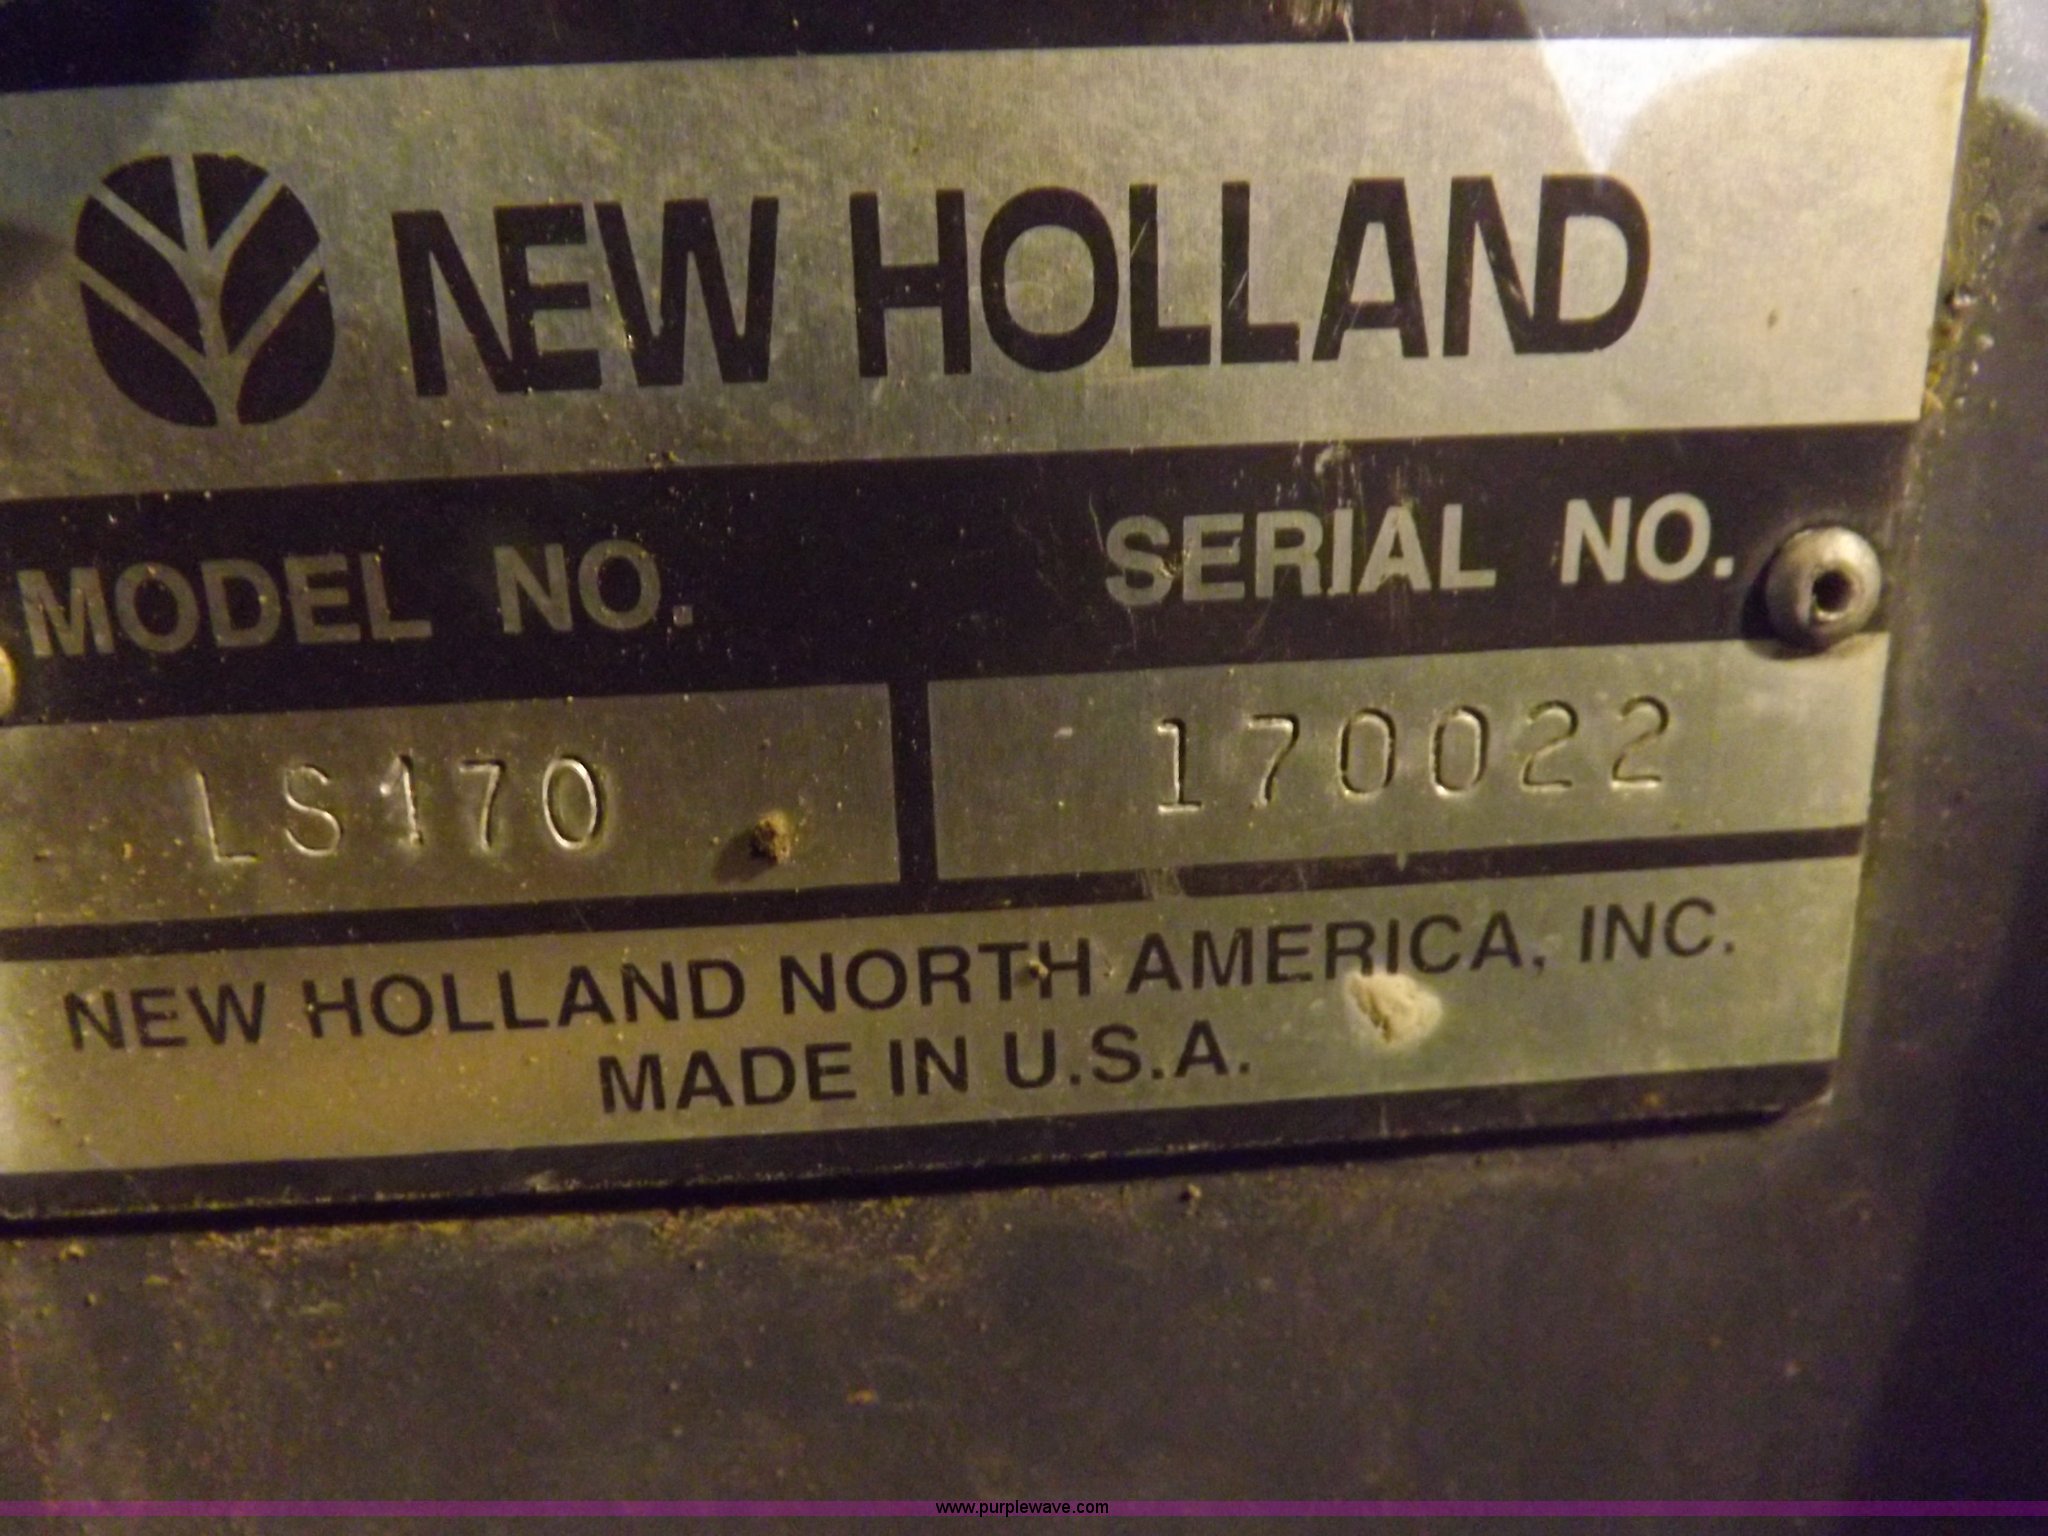 NEW HOLLAND
MODEL NO. SERIAL NO.
LS170 170022
NEW HOLLAND NORTH AMERICA, INC.
MADE IN U.S.A.
www.purplewave.com